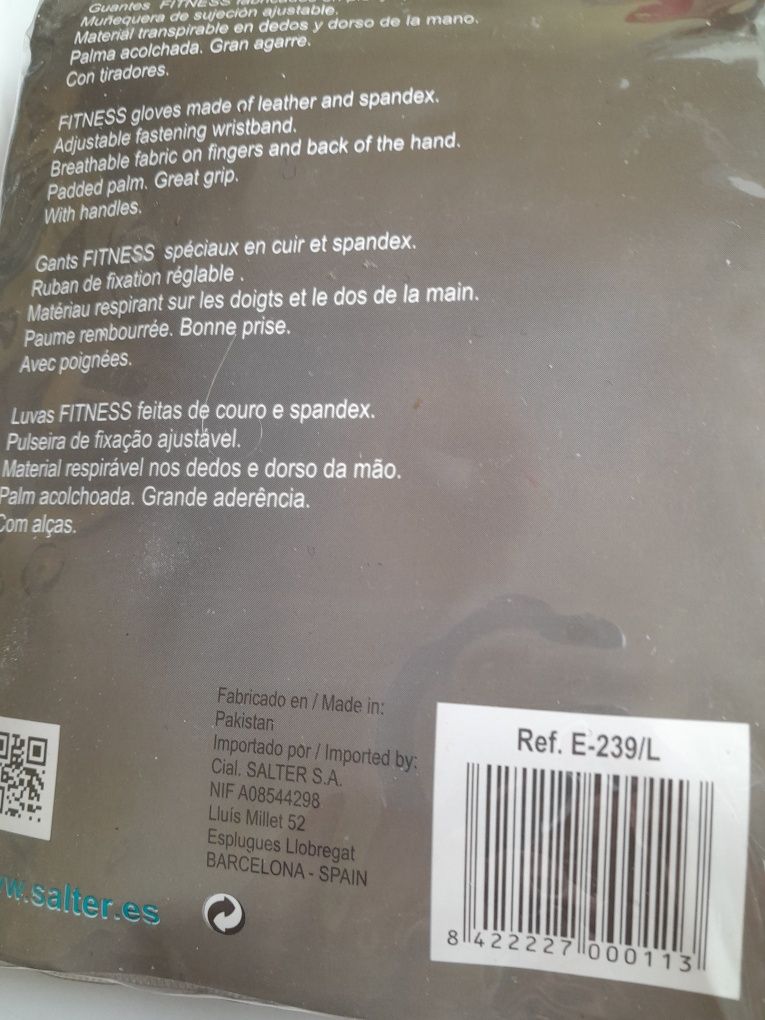 Guantes FITNESS
Muñequera de sujeción ajustable.
Material transpirable en dedos y dorso de la mano.
Palma acolchada. Gran agarre.
Con tiradores.
FITNESS gloves made of leather and spandex.
Adjustable fastening wristband.
Breathable fabric on fingers and back of the hand.
Padded palm. Great grip.
With handles.
Gants FITNESS spéciaux en cuir et spandex.
Ruban de fixation réglable .
Matériau respirant sur les doigts et le dos de la main.
Paume rembourrée. Bonne prise.
Avec poignées.
Luvas FITNESS feitas de couro e spandex.
Pulseira de fixação ajustável.
Material respirável nos dedos e dorso da mão.
Palm acolchoada. Grande aderência.
Com alças.
Fabricado en / Made in:
Pakistan
Importado por / Imported by:
Cial. SALTER S.A.
NIF A08544298
Lluís Millet 52
Esplugues Llobregat
BARCELONA - SPAIN
w.salter.es
Ref. E-239/L
8 422227 000113